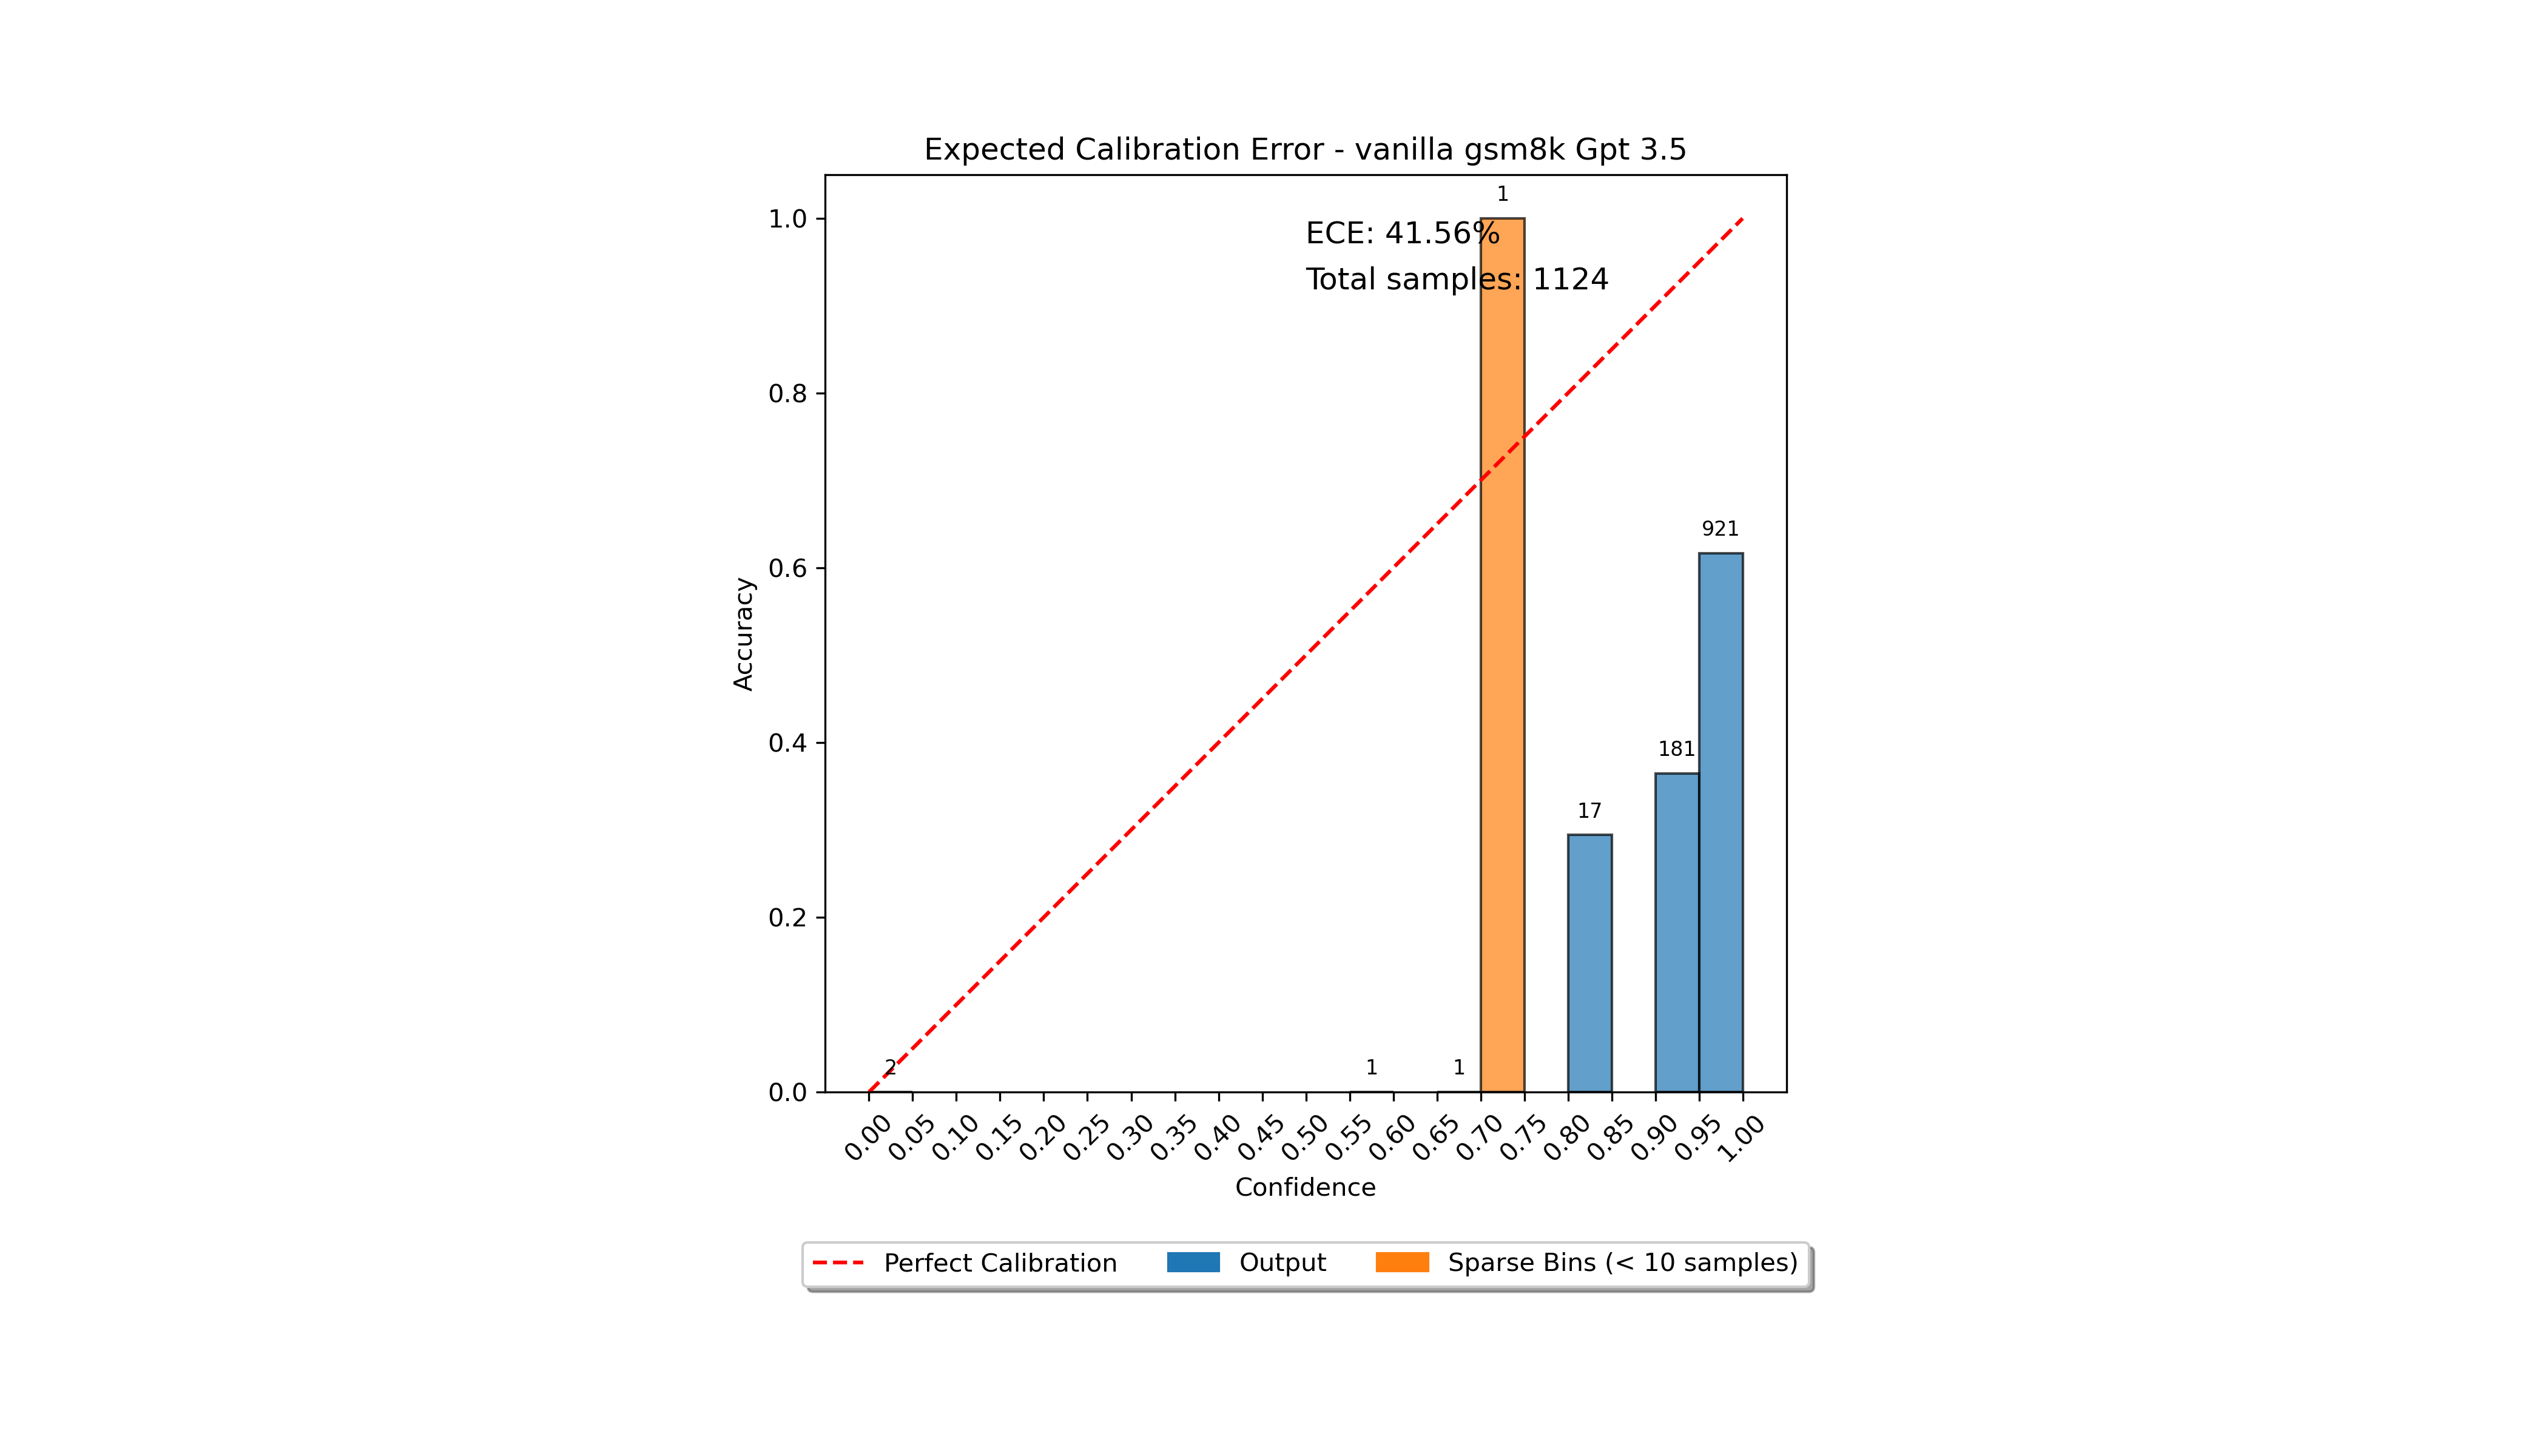 Expected Calibration Error - vanilla gsm8k Gpt 3.5
1
ECE: 41.56%
Total samples: 1124
1.0
0.8
0.6
0.4
0.2
0.0
Accuracy
921
181
17
2
1
1
0.00 0.05 0.10 0.15 0.20 0.25 0.30 0.35 0.40 0.45 0.50 0.55 0.60 0.65 0.70 0.75 0.80 0.85 0.90 0.95 1.00
Confidence
Perfect Calibration Output Sparse Bins (< 10 samples)